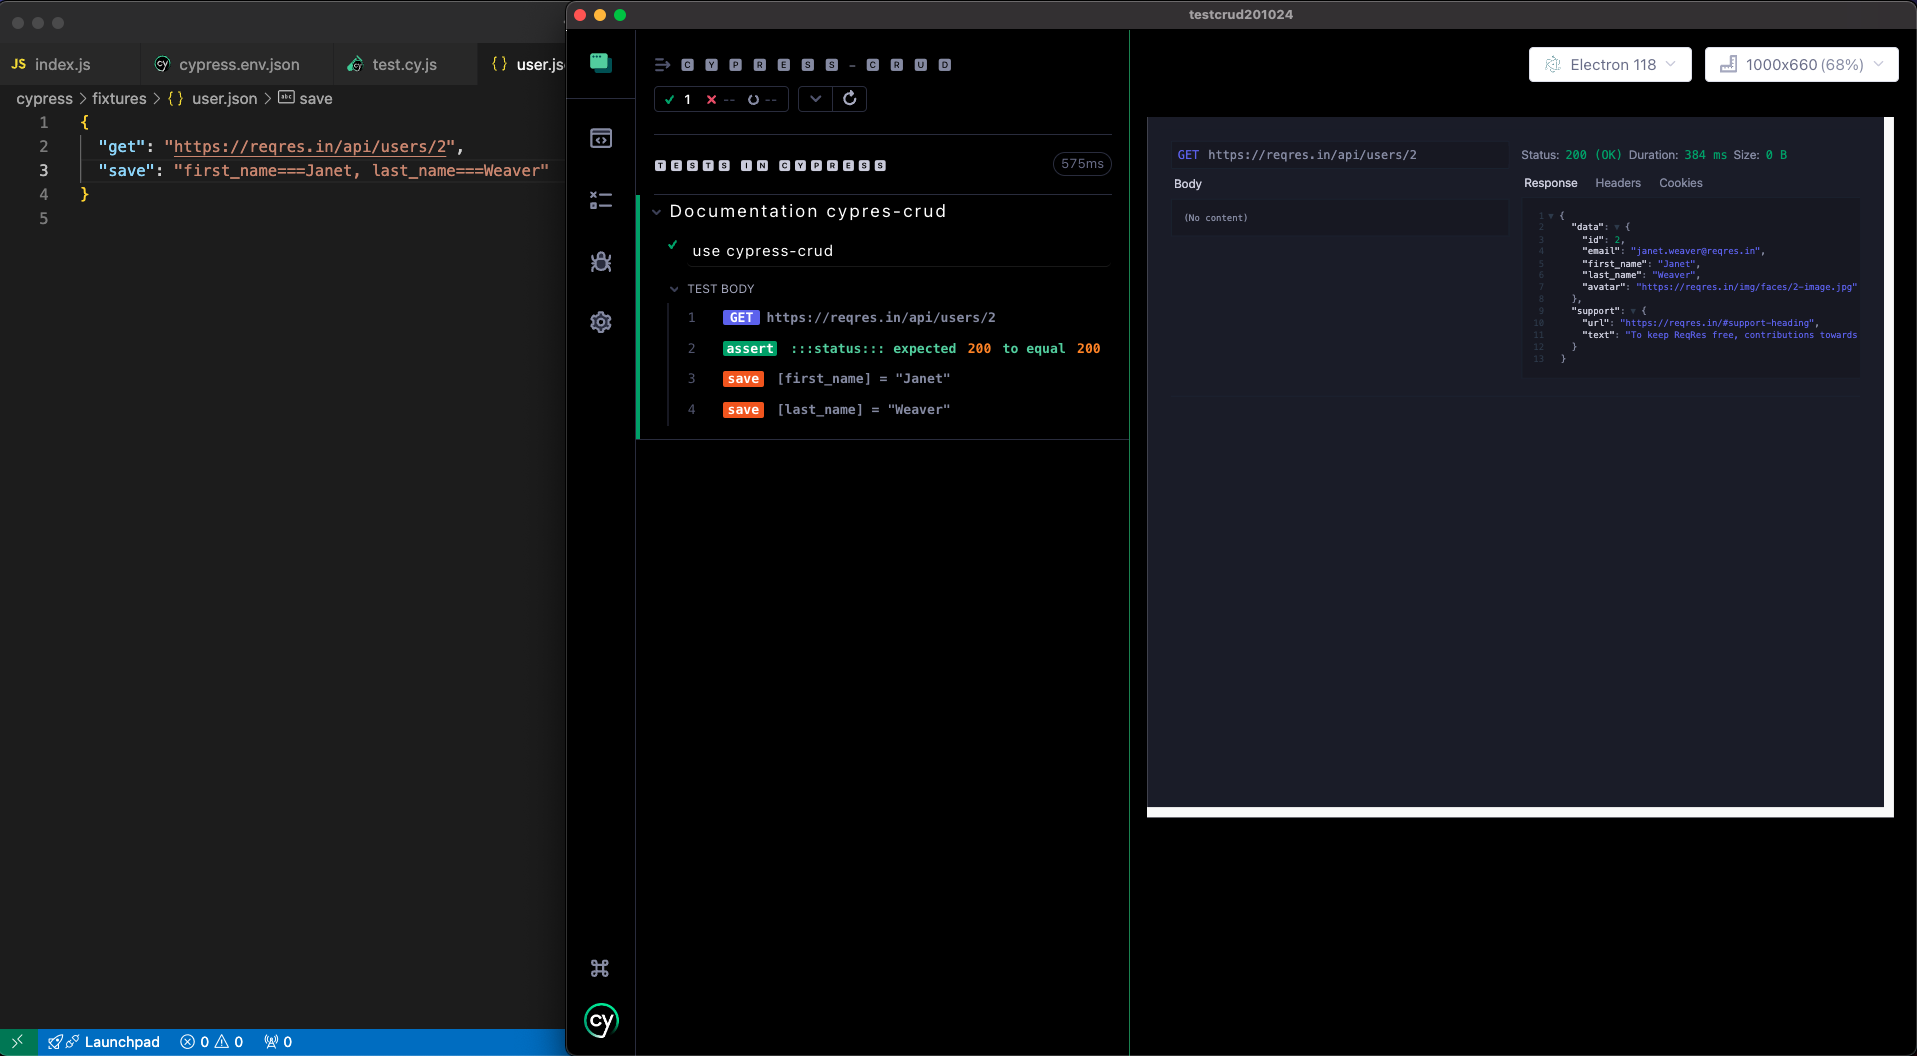 testcrud201024
JS index.js
cy cypress.env.json
test.cy.js
{} user.js
cypress > fixtures > {} user.json > abc save
1 {
2 "get": "https://reqres.in/api/users/2",
3 "save": "first_name===Janet, last_name===Weaver"
4 }
5
Launchpad 0 0 0
CYPRESS-CRUD
1 -- --
TESTS IN CYPRESS 575ms
Documentation cypres-crud
use cypress-crud
TEST BODY
1 GET https://reqres.in/api/users/2
2 assert :::status::: expected 200 to equal 200
3 save [first_name] = "Janet"
4 save [last_name] = "Weaver"
cy
Electron 118
1000x660 (68%)
GET https://reqres.in/api/users/2
Body
(No content)
Status: 200 (OK) Duration: 384 ms Size: 0 B
Response Headers Cookies
1 {
2 "data": {
3 "id": 2,
4 "email": "janet.weaver@reqres.in",
5 "first_name": "Janet",
6 "last_name": "Weaver",
7 "avatar": "https://reqres.in/img/faces/2-image.jpg"
8 },
9 "support": {
10 "url": "https://reqres.in/#support-heading",
11 "text": "To keep ReqRes free, contributions towards
12 }
13 }